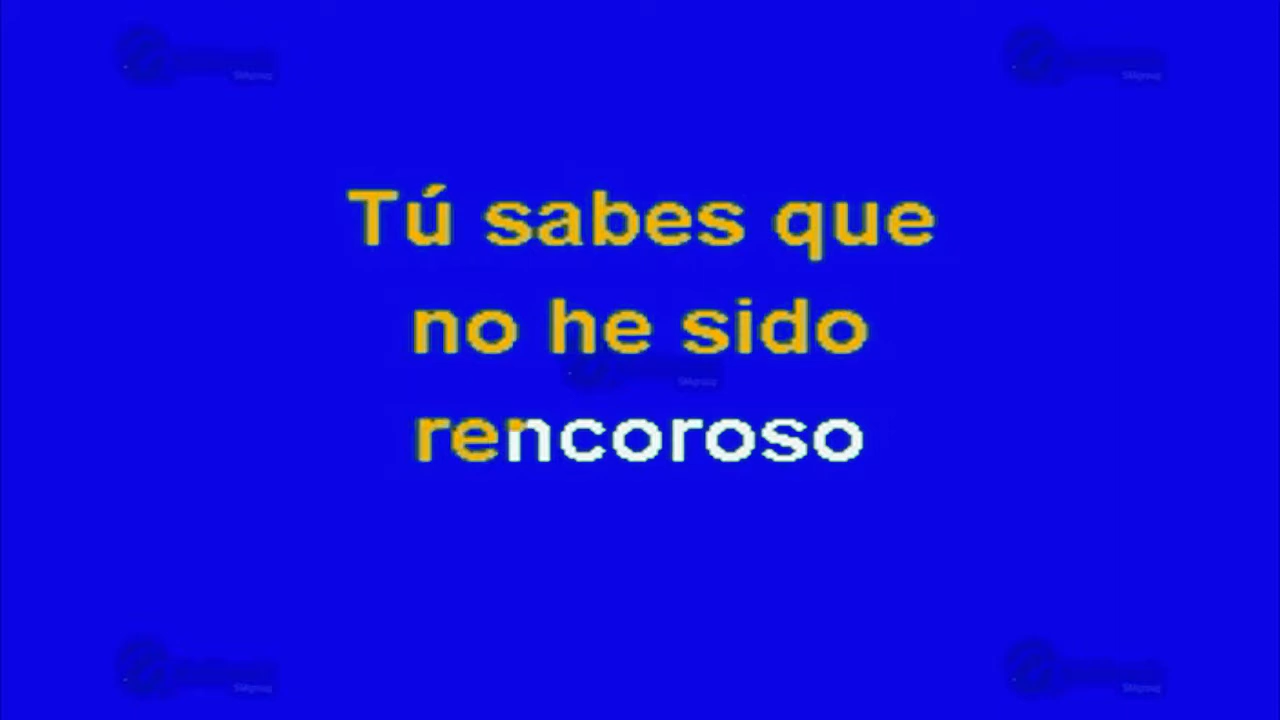 Tú sabes que
no he sido
rencoroso